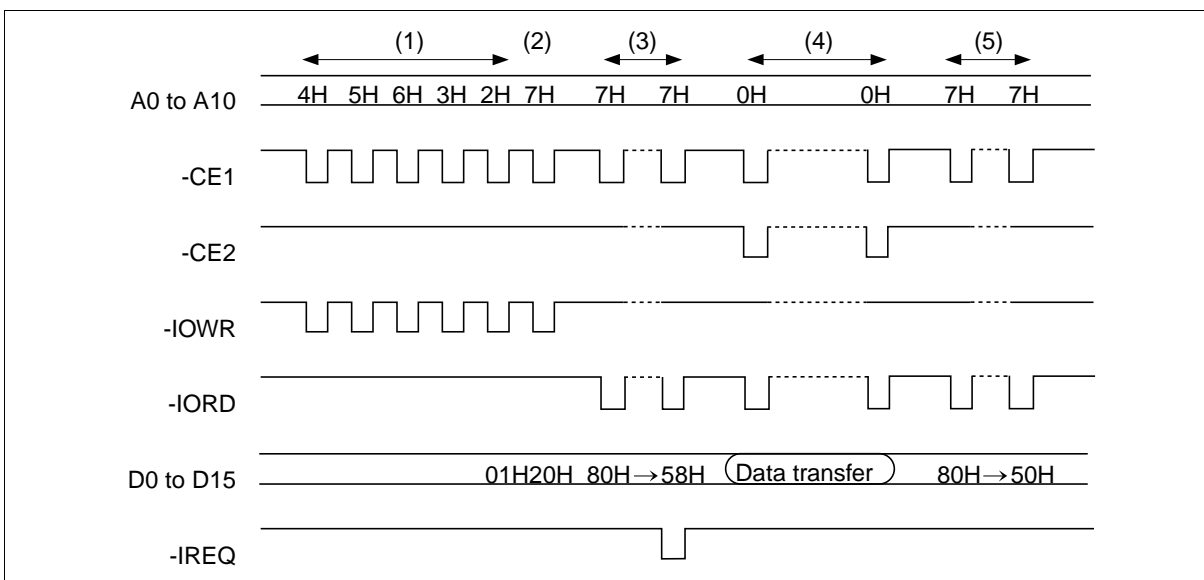 (1) (2) (3) (4) (5)
A0 to A10 4H 5H 6H 3H 2H 7H 7H 7H 0H 0H 7H 7H
-CE1
-CE2
-IOWR
-IORD
D0 to D15 01H20H 80H→58H Data transfer 80H→50H
-IREQ